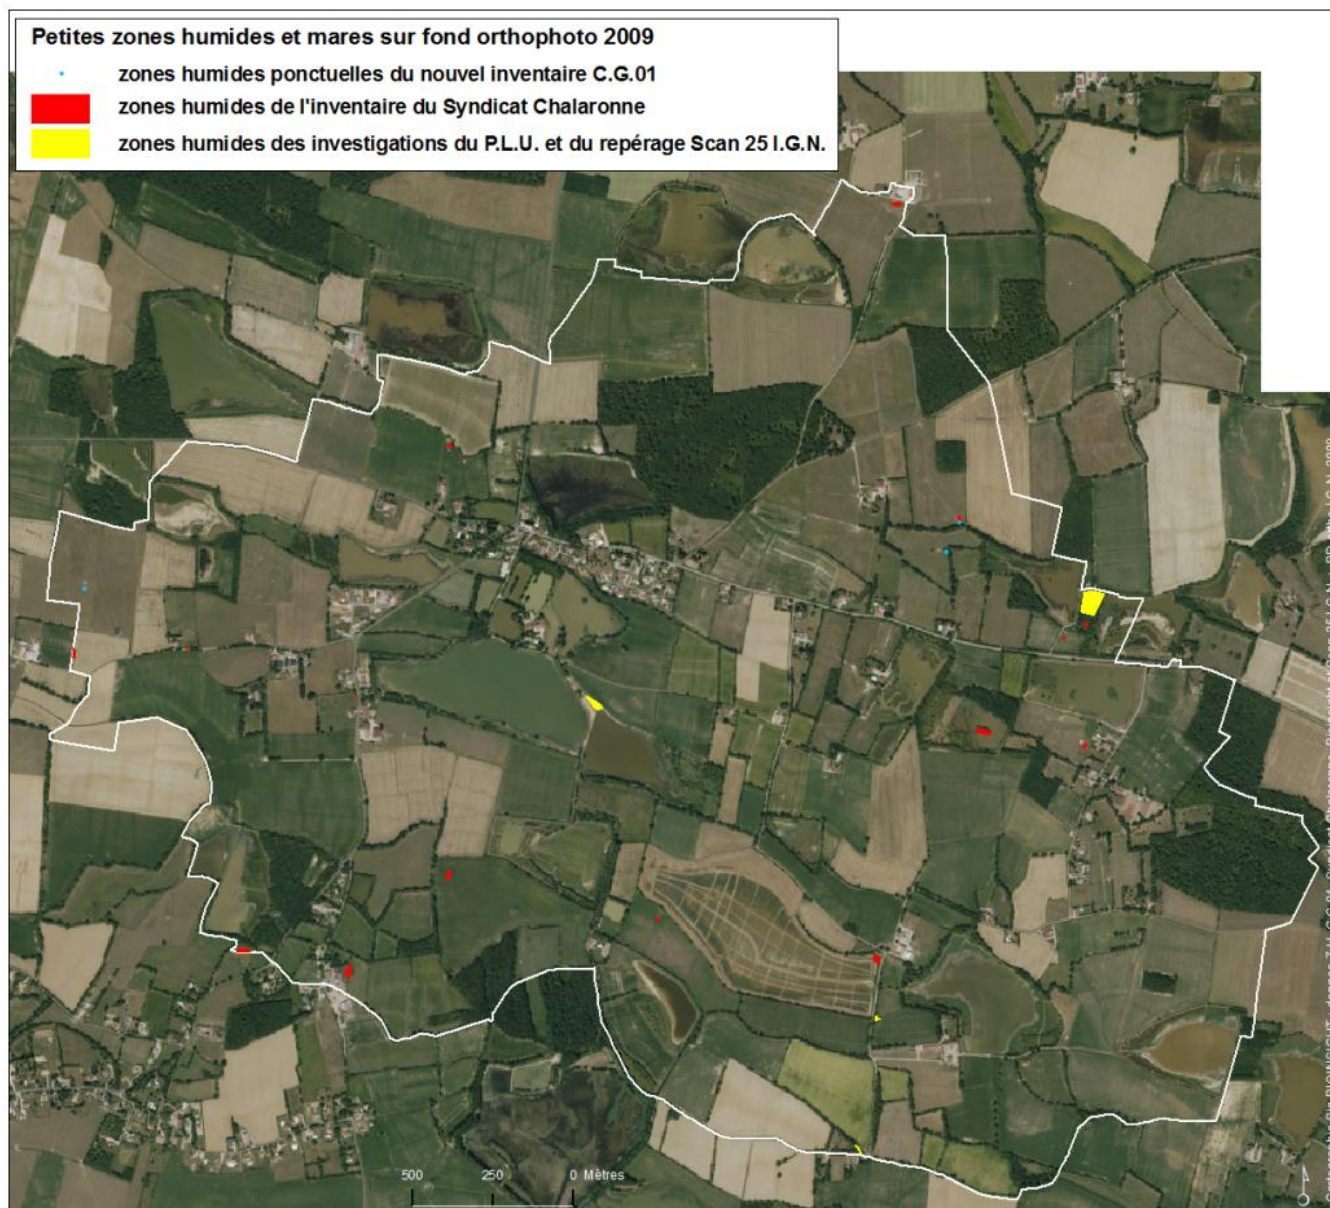 Petites zones humides et mares sur fond orthophoto 2009
zones humides ponctuelles du nouvel inventaire C.G.01
zones humides de l'inventaire du Syndicat Chalaronne
zones humides des investigations du P.L.U. et du repérage Scan 25 I.G.N.
500 250 0 Mètres